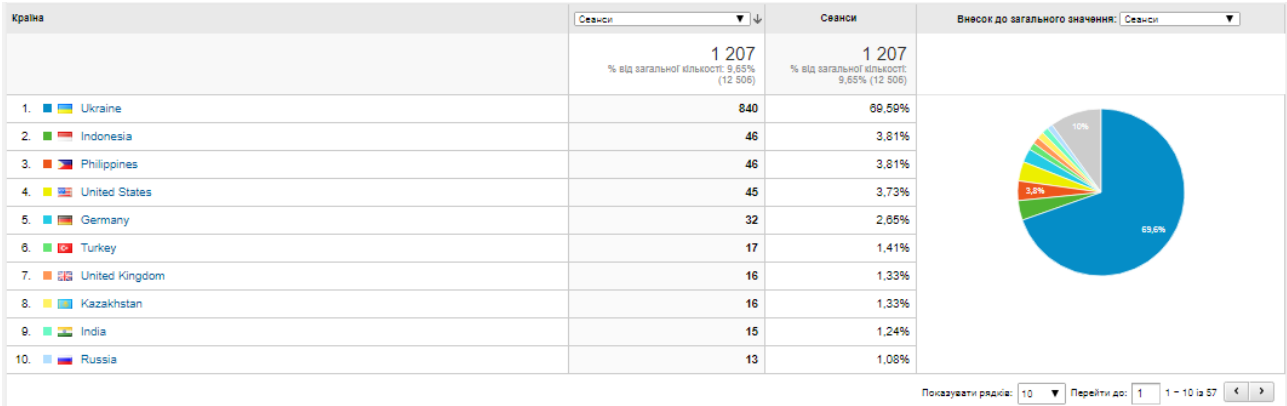 Країна Сеанси Сеанси Внесок до загального значення: Сеанси
1 207 1 207
% від загальної кількості: 9,65% % від загальної кількості:
(12 506) 9,65% (12 506)
1. Ukraine 840 69,59%
2. Indonesia 46 3,81%
3. Philippines 46 3,81%
4. United States 45 3,73%
5. Germany 32 2,65%
6. Turkey 17 1,41%
7. United Kingdom 16 1,33%
8. Kazakhstan 16 1,33%
9. India 15 1,24%
10. Russia 13 1,08%
10%
3,8%
69,6%
Показувати рядків: 10 Перейти до: 1 1 - 10 із 57